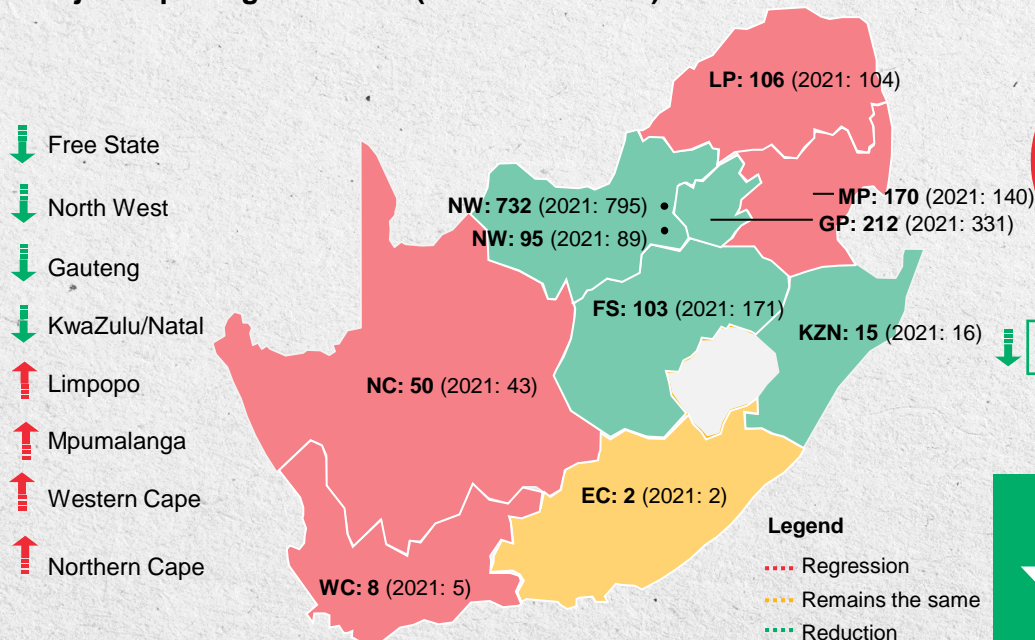 Free State
North West
Gauteng
KwaZulu/Natal
Limpopo
Mpumalanga
Western Cape
Northern Cape
LP: 106 (2021: 104)
MP: 170 (2021: 140)
GP: 212 (2021: 331)
NW: 732 (2021: 795)
NW: 95 (2021: 89)
FS: 103 (2021: 171)
KZN: 15 (2021: 16)
NC: 50 (2021: 43)
EC: 2 (2021: 2)
WC: 8 (2021: 5)
Legend
Regression
Remains the same
Reduction